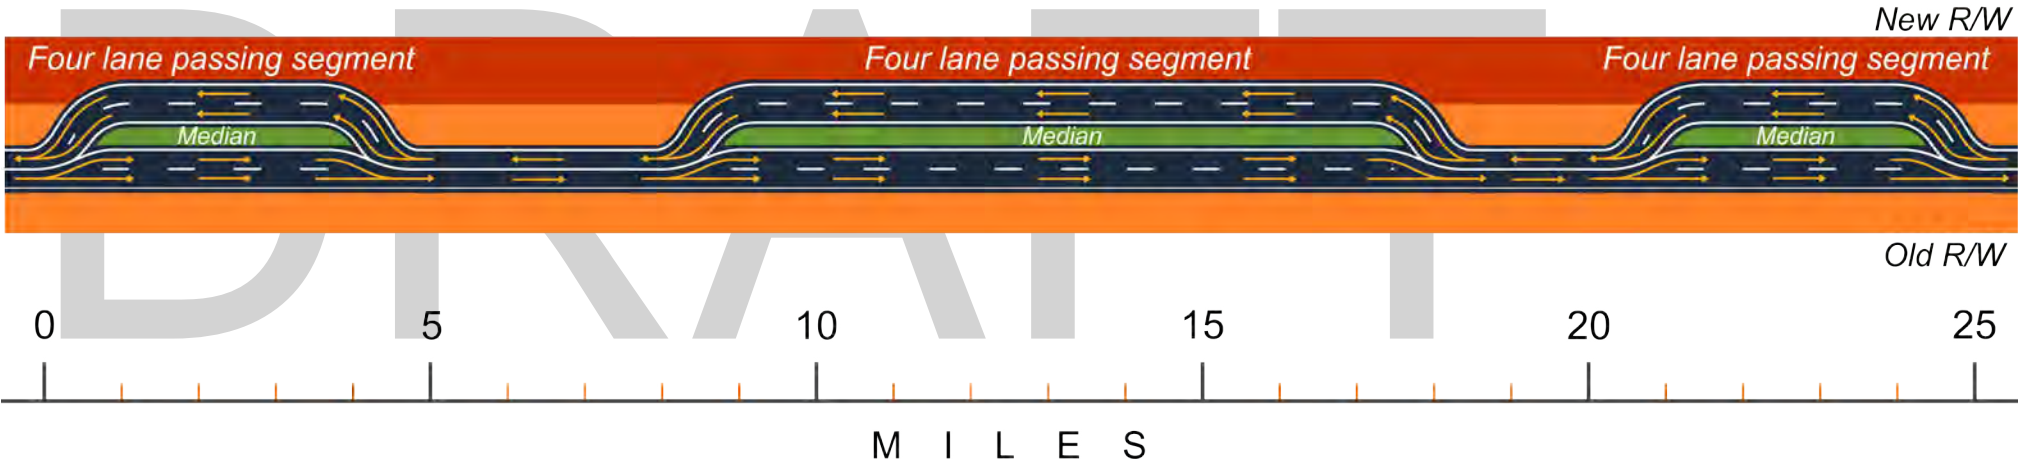 DRAFT
New R/W
Four lane passing segment Four lane passing segment Four lane passing segment
Median Median Median
Old R/W
0 5 10 15 20 25
MILES